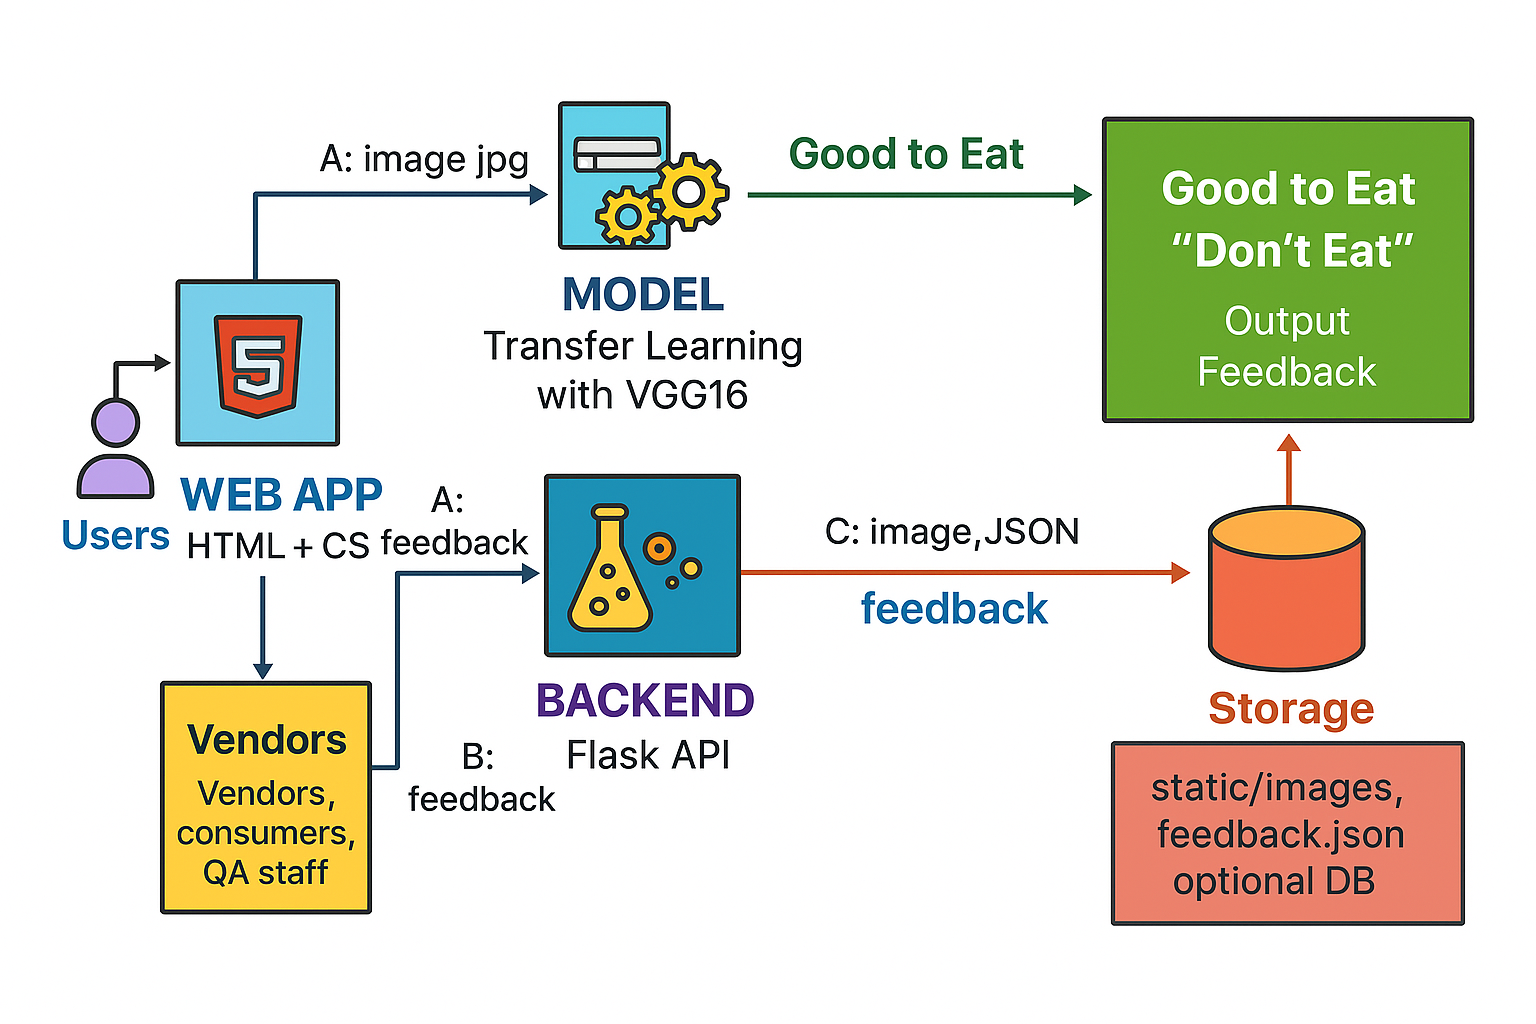 A: image jpg
Good to Eat
Good to Eat
“Don’t Eat”
Output
Feedback
MODEL
Transfer Learning
with VGG16
5
Users
WEB APP
HTML + CS
A:
feedback
C: image,JSON
feedback
BACKEND
Flask API
B:
feedback
Vendors
Vendors,
consumers,
QA staff
Storage
static/images,
feedback.json
optional DB